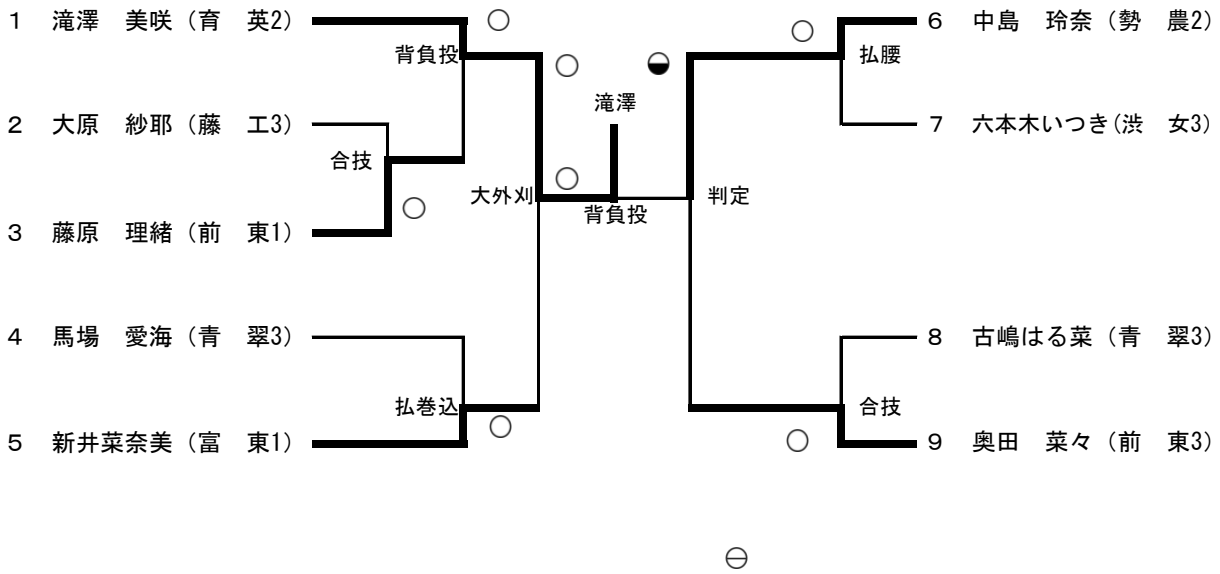 1 滝澤 美咲（育 英2）
背負投
2 大原 紗耶（藤 工3）
合技
3 藤原 理緒（前 東1）
大外刈
4 馬場 愛海（青 翠3）
払巻込
5 新井菜奈美（富 東1）
滝澤
背負投
6 中島 玲奈（勢 農2）
払腰
7 六本木いつき(渋 女3）
判定
8 古嶋はる菜（青 翠3）
合技
9 奥田 菜々（前 東3）